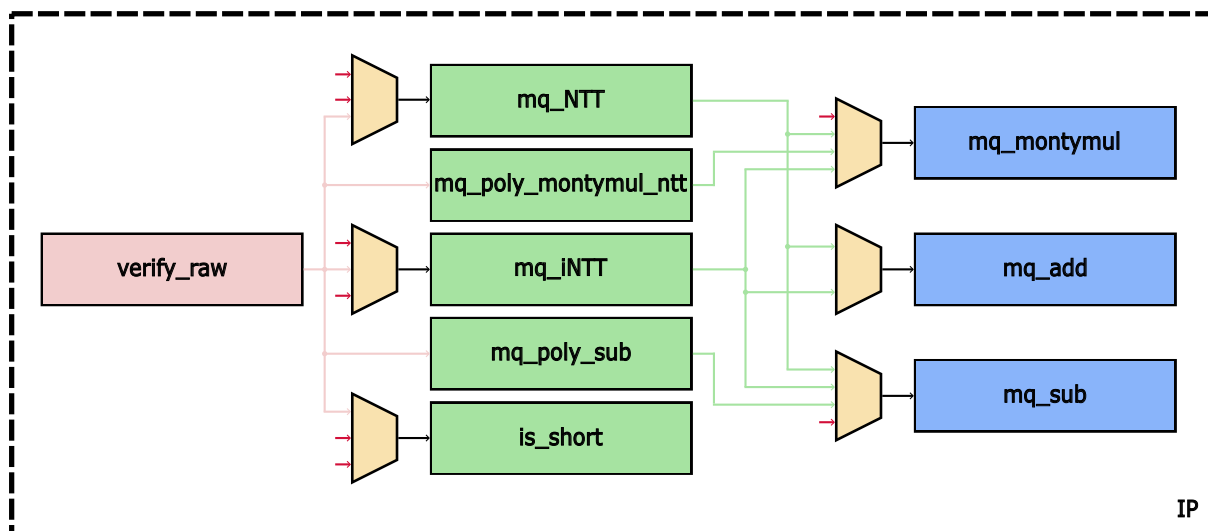 mq_NTT
mq_montymul
mq_poly_montymul_ntt
verify_raw
mq_iNTT
mq_add
mq_poly_sub
mq_sub
is_short
IP